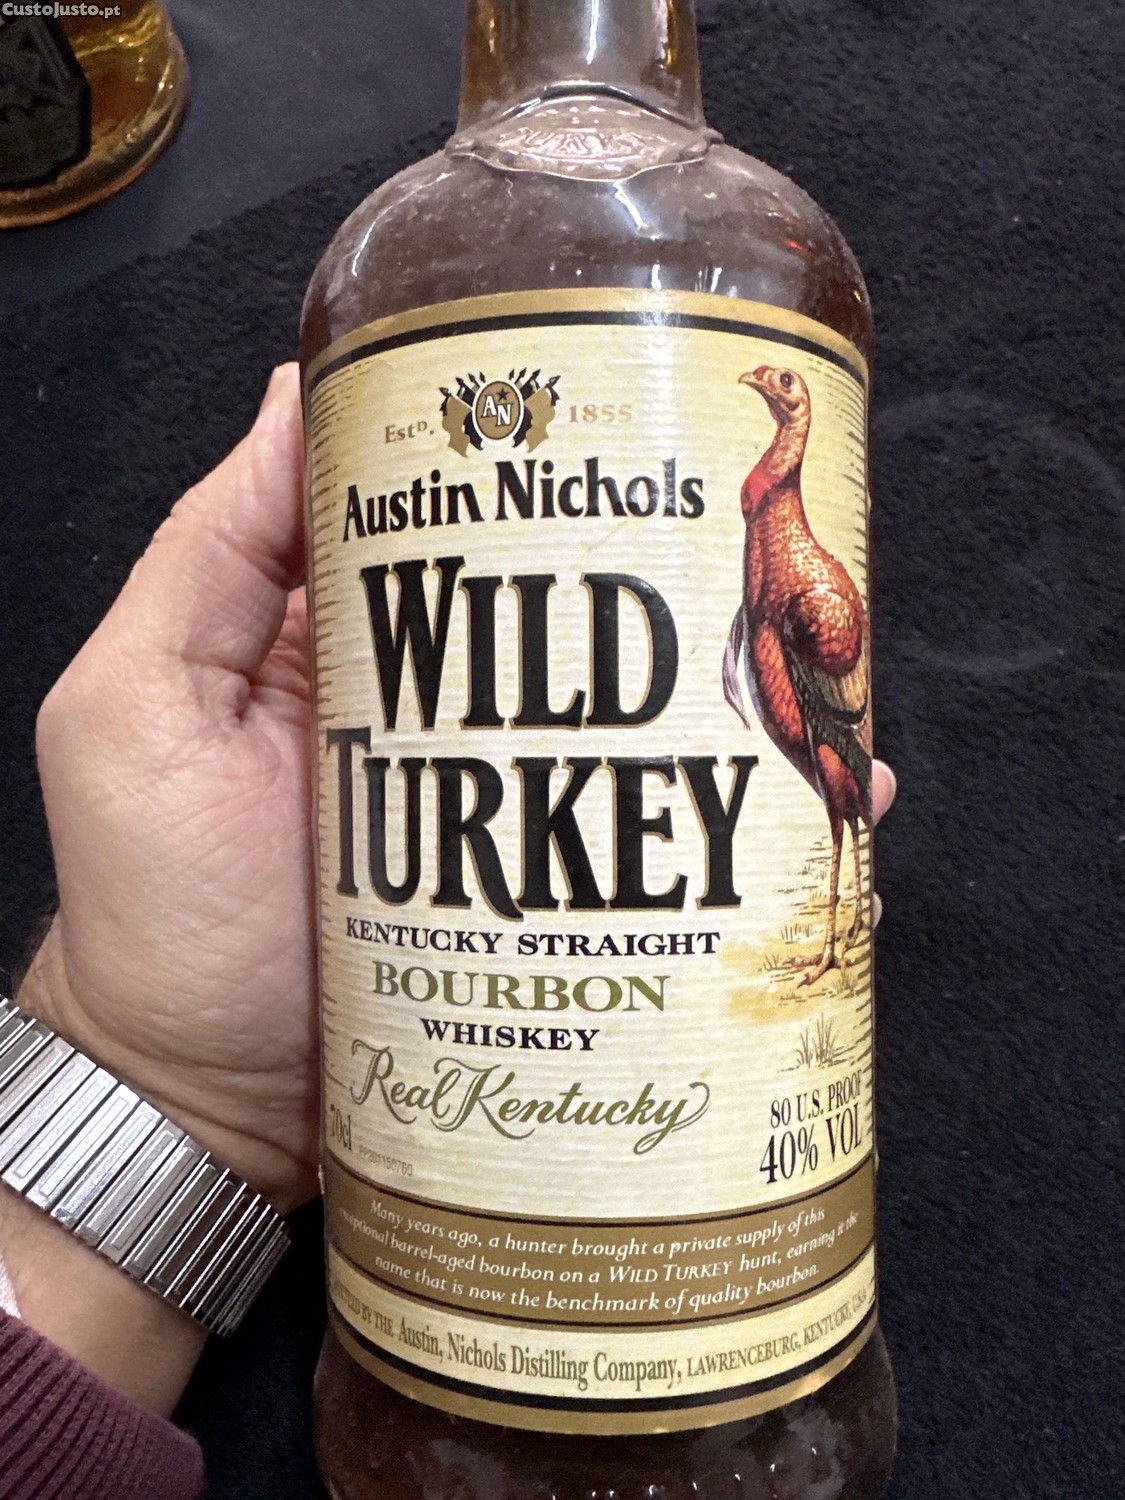 CustoJusto.pt
TURKEY
Estᴰ. AN 1855
Austin Nichols
WILD
TURKEY
KENTUCKY STRAIGHT
BOURBON
WHISKEY
Real Kentucky
80 U.S. PROOF
70cl 40% VOL
Many years ago, a hunter brought a private supply of this
exceptional barrel-aged bourbon on a WILD TURKEY hunt, earning it the
name that is now the benchmark of quality bourbon.
BY THE Austin, Nichols Distilling Company, LAWRENCEBURG, KENTUCKY, U.S.A.